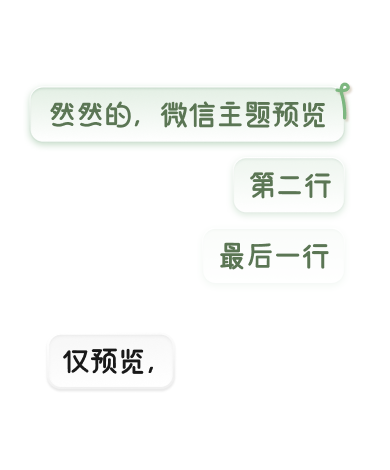 然然的，微信主题预览
第二行
最后一行
仅预览，